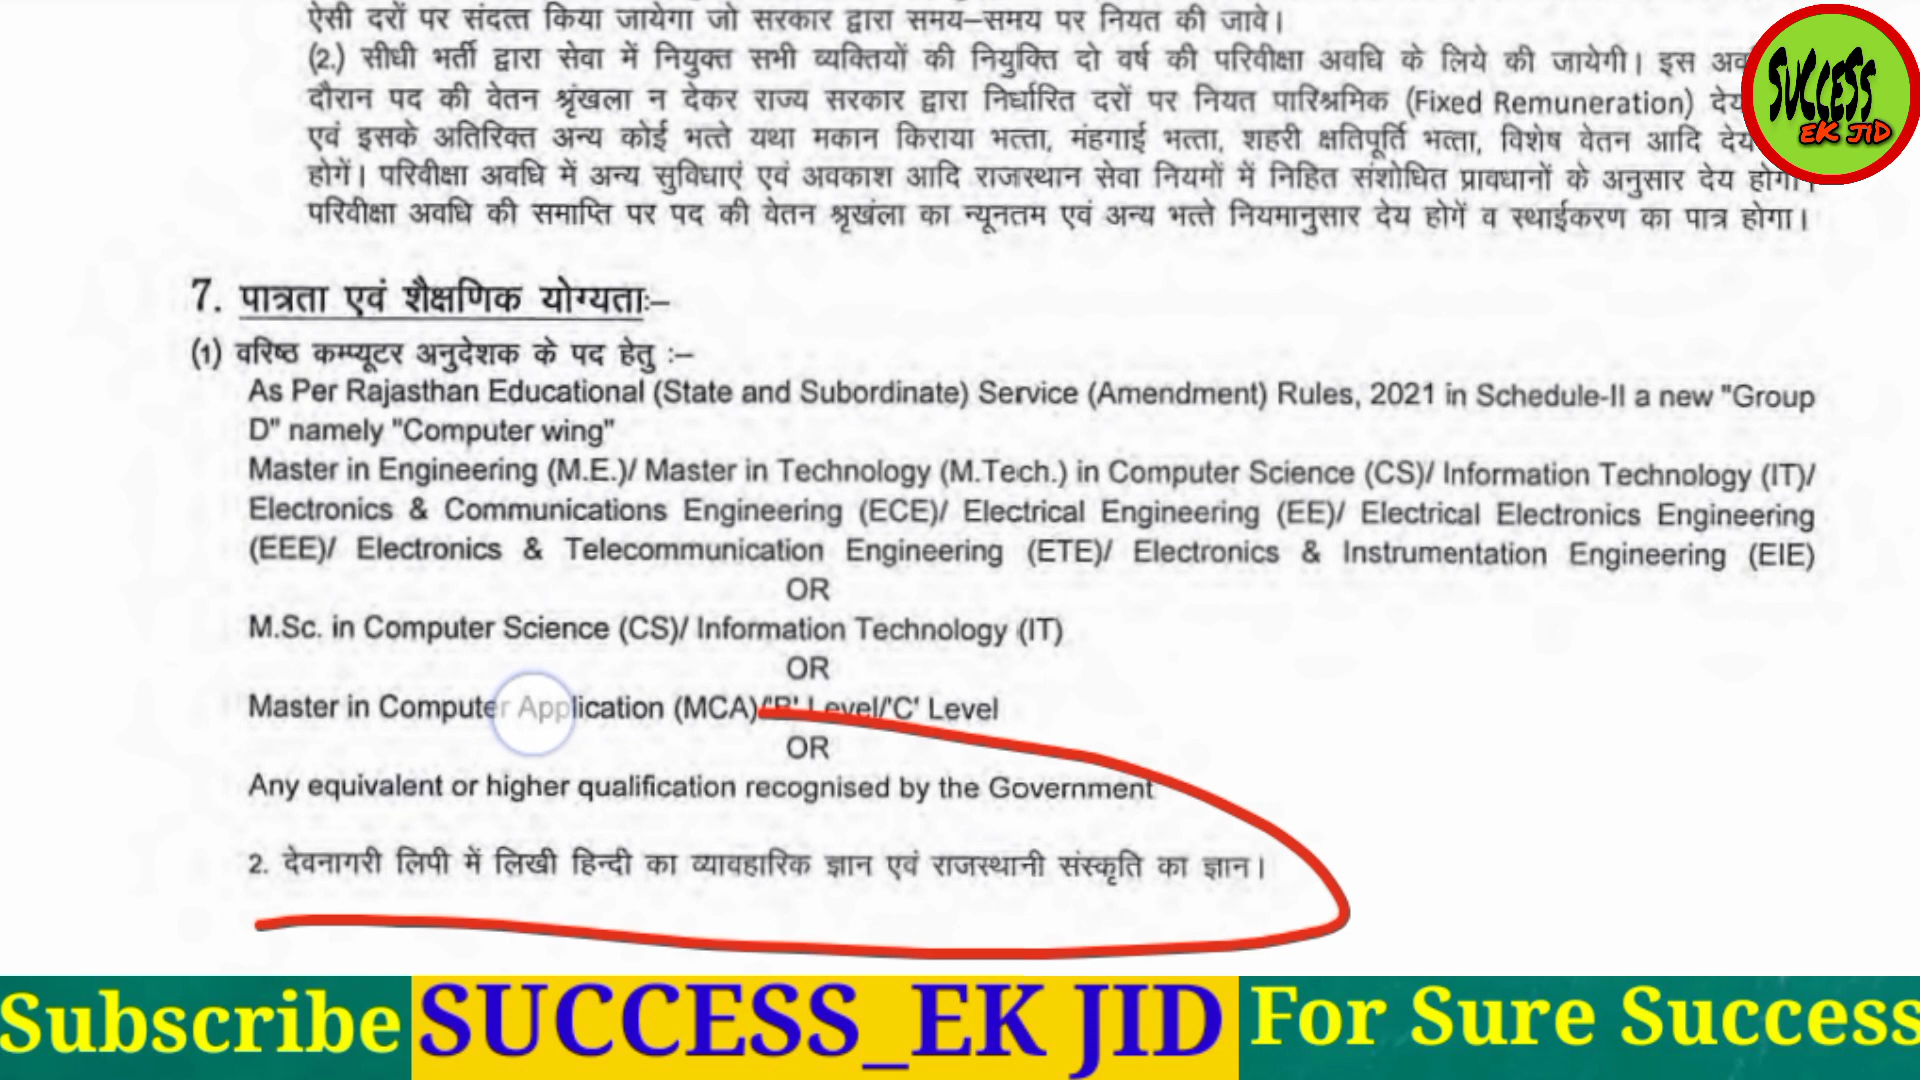 ऐसी दरों पर संदत्त किया जायेगा जो सरकार द्वारा समय–समय पर नियत की जावे।
(2.) सीधी भर्ती द्वारा सेवा में नियुक्त सभी व्यक्तियों की नियुक्ति दो वर्ष की परिवीक्षा अवधि के लिये की जायेगी। इस
दौरान पद की वेतन श्रृंखला न देकर राज्य सरकार द्वारा निर्धारित दरों पर नियत पारिश्रमिक (Fixed Remuneration) देय
एवं इसके अतिरिक्त अन्य कोई भत्ते यथा मकान किराया भत्ता, मंहगाई भत्ता, शहरी क्षतिपूर्ति भत्ता, विशेष वेतन आदि देय
होगें। परिवीक्षा अवधि में अन्य सुविधाएं एवं अवकाश आदि राजस्थान सेवा नियमों में निहित संशोधित प्रावधानों के अनुसार देय होगा।
परिवीक्षा अवधि की समाप्ति पर पद की वेतन श्रृखंला का न्यूनतम एवं अन्य भत्ते नियमानुसार देय होगें व स्थाईकरण का पात्र होगा।
7. पात्रता एवं शैक्षणिक योग्यताः–
(1) वरिष्ठ कम्प्यूटर अनुदेशक के पद हेतु :–
As Per Rajasthan Educational (State and Subordinate) Service (Amendment) Rules, 2021 in Schedule-II a new "Group
D" namely "Computer wing"
Master in Engineering (M.E.)/ Master in Technology (M.Tech.) in Computer Science (CS)/ Information Technology (IT)/
Electronics & Communications Engineering (ECE)/ Electrical Engineering (EE)/ Electrical Electronics Engineering
(EEE)/ Electronics & Telecommunication Engineering (ETE)/ Electronics & Instrumentation Engineering (EIE)
OR
M.Sc. in Computer Science (CS)/ Information Technology (IT)
OR
Master in Computer Application (MCA)/'B' Level/'C' Level
OR
Any equivalent or higher qualification recognised by the Government
2. देवनागरी लिपी में लिखी हिन्दी का व्यावहारिक ज्ञान एवं राजस्थानी संस्कृति का ज्ञान।
SUCCESS
EK JID
Subscribe SUCCESS_EK JID For Sure Success